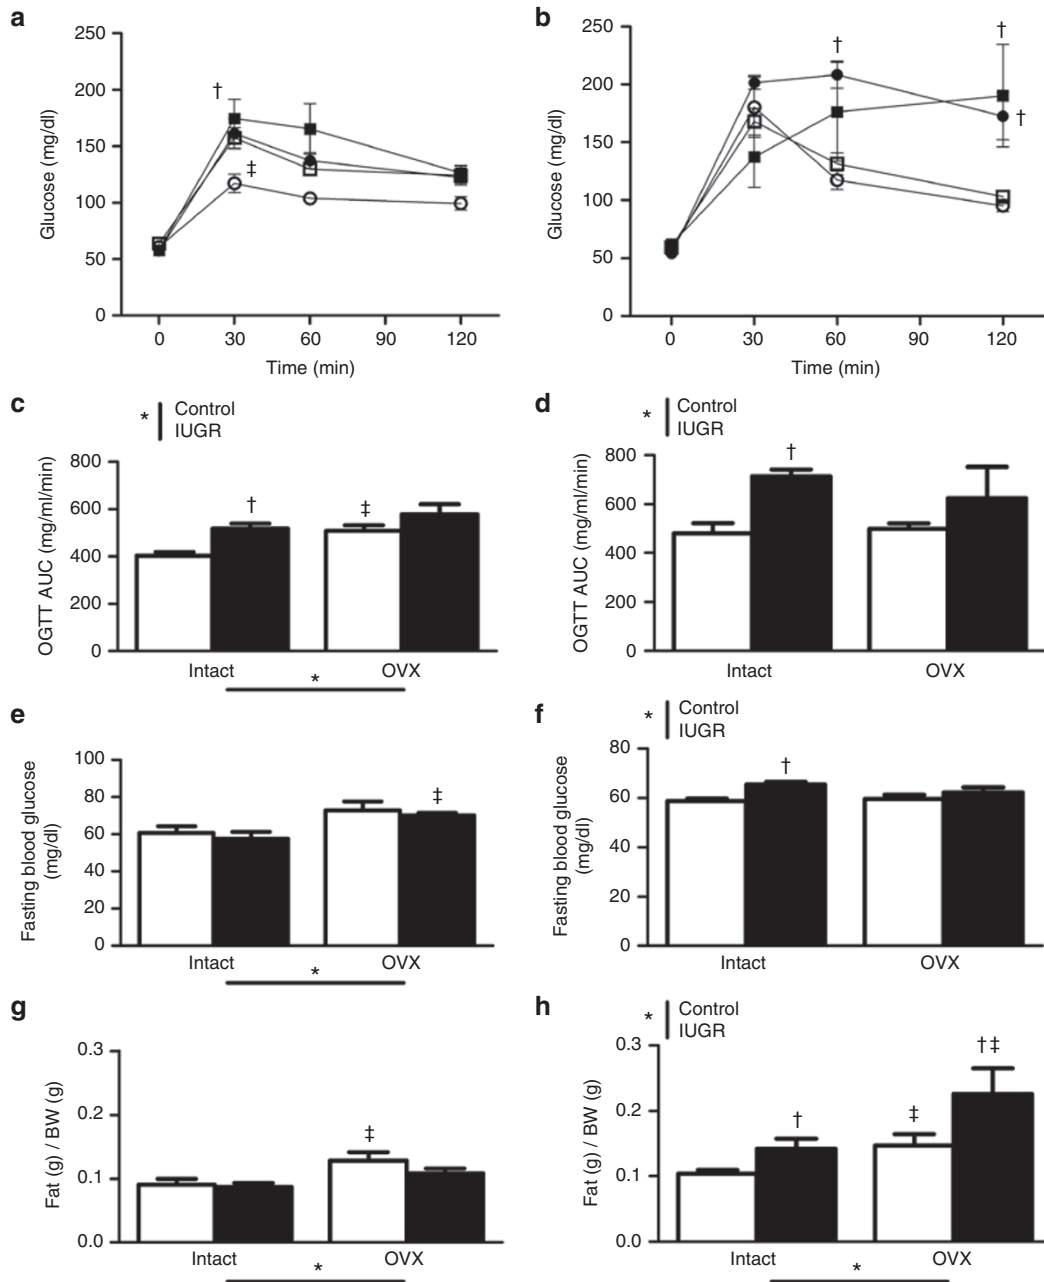 a
250
200
150
100
50
0
Glucose (mg/dl)
†
‡
0 30 60 90 120
Time (min)
b
250
200
150
100
50
0
Glucose (mg/dl)
†
†
†
0 30 60 90 120
Time (min)
c
* Control
IUGR
800
600
400
200
0
OGTT AUC (mg/ml/min)
†
‡
Intact OVX
*
d
* Control
IUGR
800
600
400
200
0
OGTT AUC (mg/ml/min)
†
Intact OVX
e
100
80
60
40
20
0
Fasting blood glucose
(mg/dl)
‡
Intact OVX
*
f
* Control
IUGR
80
60
40
20
0
Fasting blood glucose
(mg/dl)
†
Intact OVX
g
0.3
0.2
0.1
0.0
Fat (g) / BW (g)
‡
Intact OVX
*
h
* Control
IUGR
0.3
0.2
0.1
0.0
Fat (g) / BW (g)
†
‡
†‡
Intact OVX
*